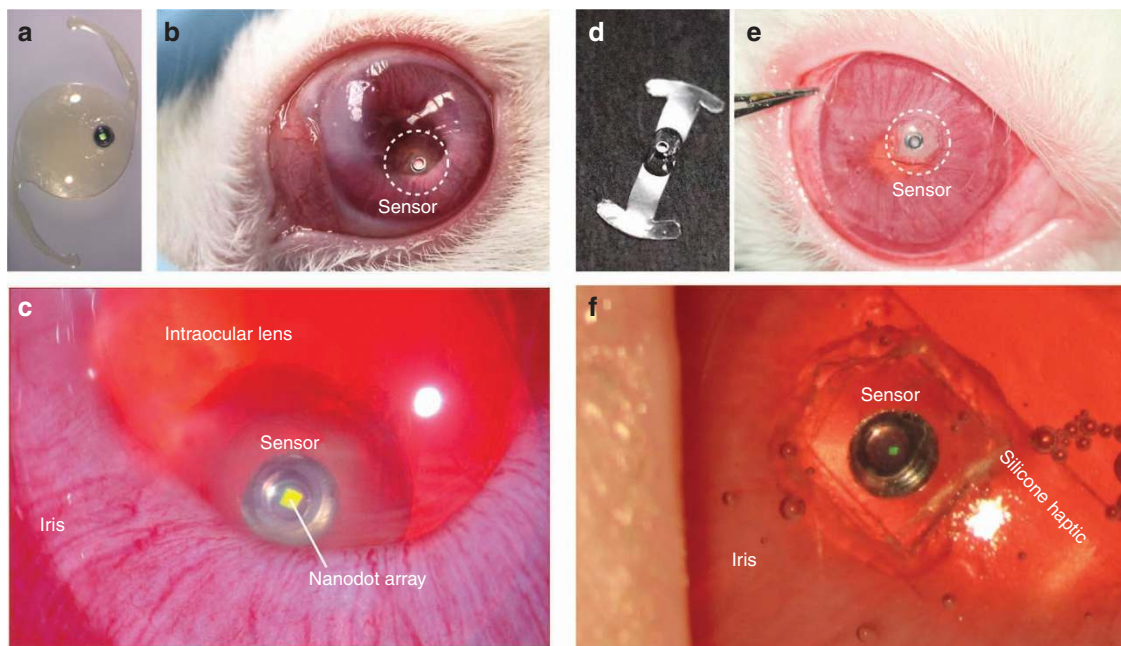 a
b
Sensor
c
Intraocular lens
Sensor
Iris
Nanodot array
d
e
Sensor
f
Sensor
Silicone haptic
Iris